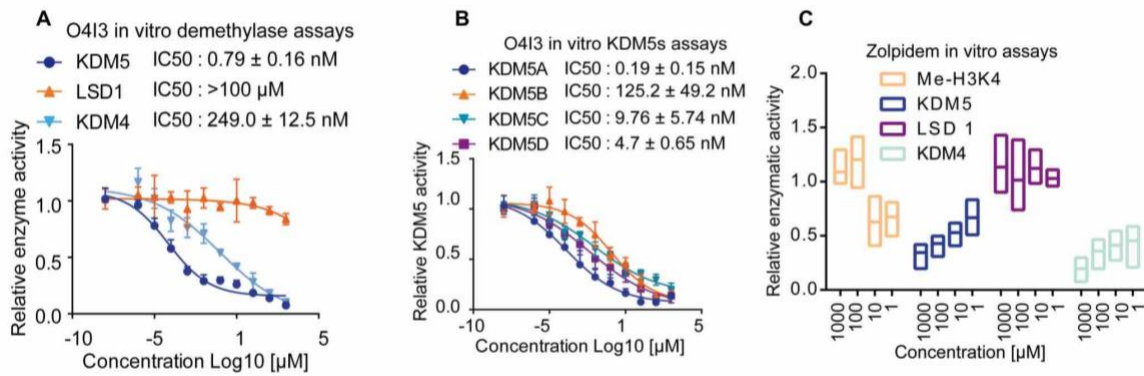 A
O4I3 in vitro demethylase assays
KDM5 IC50 : 0.79 ± 0.16 nM
LSD1 IC50 : >100 µM
KDM4 IC50 : 249.0 ± 12.5 nM
Relative enzyme activity
1.5
1.0
0.5
0.0
-10 -5 1 5
Concentration Log10 [µM]
B
O4I3 in vitro KDM5s assays
KDM5A IC50 : 0.19 ± 0.15 nM
KDM5B IC50 : 125.2 ± 49.2 nM
KDM5C IC50 : 9.76 ± 5.74 nM
KDM5D IC50 : 4.7 ± 0.65 nM
Relative KDM5 activity
1.5
1.0
0.5
0.0
-10 -5 1 5
Concentration Log10 [µM]
C
Zolpidem in vitro assays
Me-H3K4
KDM5
LSD 1
KDM4
Relative enzymatic activity
2.0
1.5
1.0
0.5
0.0
1000 100 10 1 1000 100 10 1 1000 100 10 1 1000 100 10 1
Concentration [µM]